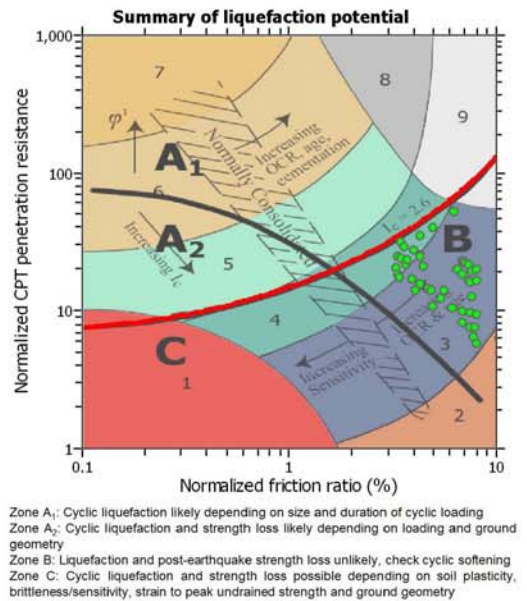 Summary of liquefaction potential
1,000
7
8
9
φ'
Increasing
OCR, age,
cementation
A1
Normally Consolidated
100
6
Ic = 2.6
A2
Increasing Ic
5
B
10
4
C
1
Increasing
Sensitivity
OCR &
3
2
1
0.1
1
10
Normalized CPT penetration resistance
Normalized friction ratio (%)
Zone A1: Cyclic liquefaction likely depending on size and duration of cyclic loading
Zone A2: Cyclic liquefaction and strength loss likely depending on loading and ground
geometry
Zone B: Liquefaction and post-earthquake strength loss unlikely, check cyclic softening
Zone C: Cyclic liquefaction and strength loss possible depending on soil plasticity,
brittleness/sensitivity, strain to peak undrained strength and ground geometry